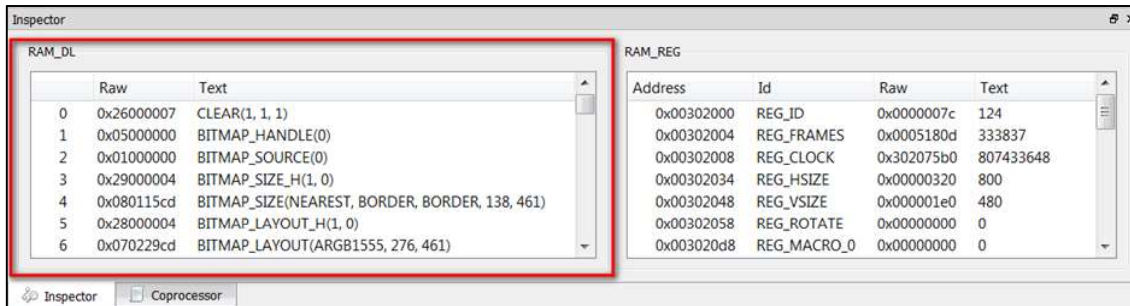 Inspector
RAM_DL
Raw Text
0 0x26000007 CLEAR(1, 1, 1)
1 0x05000000 BITMAP_HANDLE(0)
2 0x01000000 BITMAP_SOURCE(0)
3 0x29000004 BITMAP_SIZE_H(1, 0)
4 0x080115cd BITMAP_SIZE(NEAREST, BORDER, BORDER, 138, 461)
5 0x28000004 BITMAP_LAYOUT_H(1, 0)
6 0x070229cd BITMAP_LAYOUT(ARGB1555, 276, 461)
RAM_REG
Address Id Raw Text
0x00302000 REG_ID 0x0000007c 124
0x00302004 REG_FRAMES 0x0005180d 333837
0x00302008 REG_CLOCK 0x302075b0 807433648
0x00302034 REG_HSIZE 0x00000320 800
0x00302048 REG_VSIZE 0x000001e0 480
0x00302058 REG_ROTATE 0x00000000 0
0x003020d8 REG_MACRO_0 0x00000000 0
Inspector Coprocessor